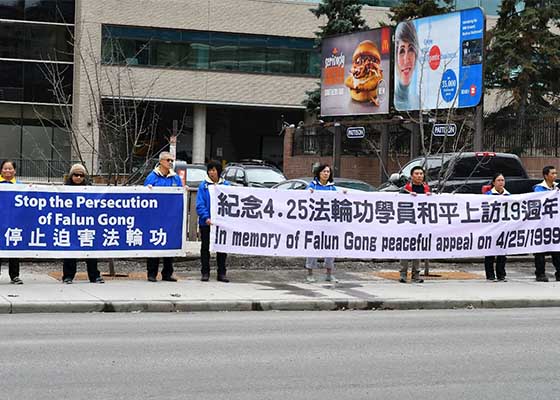 Stop the Persecution
of Falun Gong
停止迫害法輪功
紀念4.25法輪功學員和平上訪19週年
In memory of Falun Gong peaceful appeal on 4/25/1999
seriously
PATTISON
PATTISON